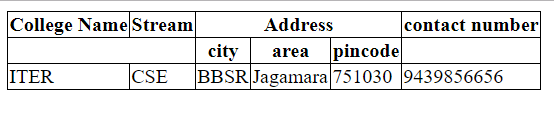 College Name Stream Address contact number
city area pincode
ITER CSE BBSR Jagamara 751030 9439856656